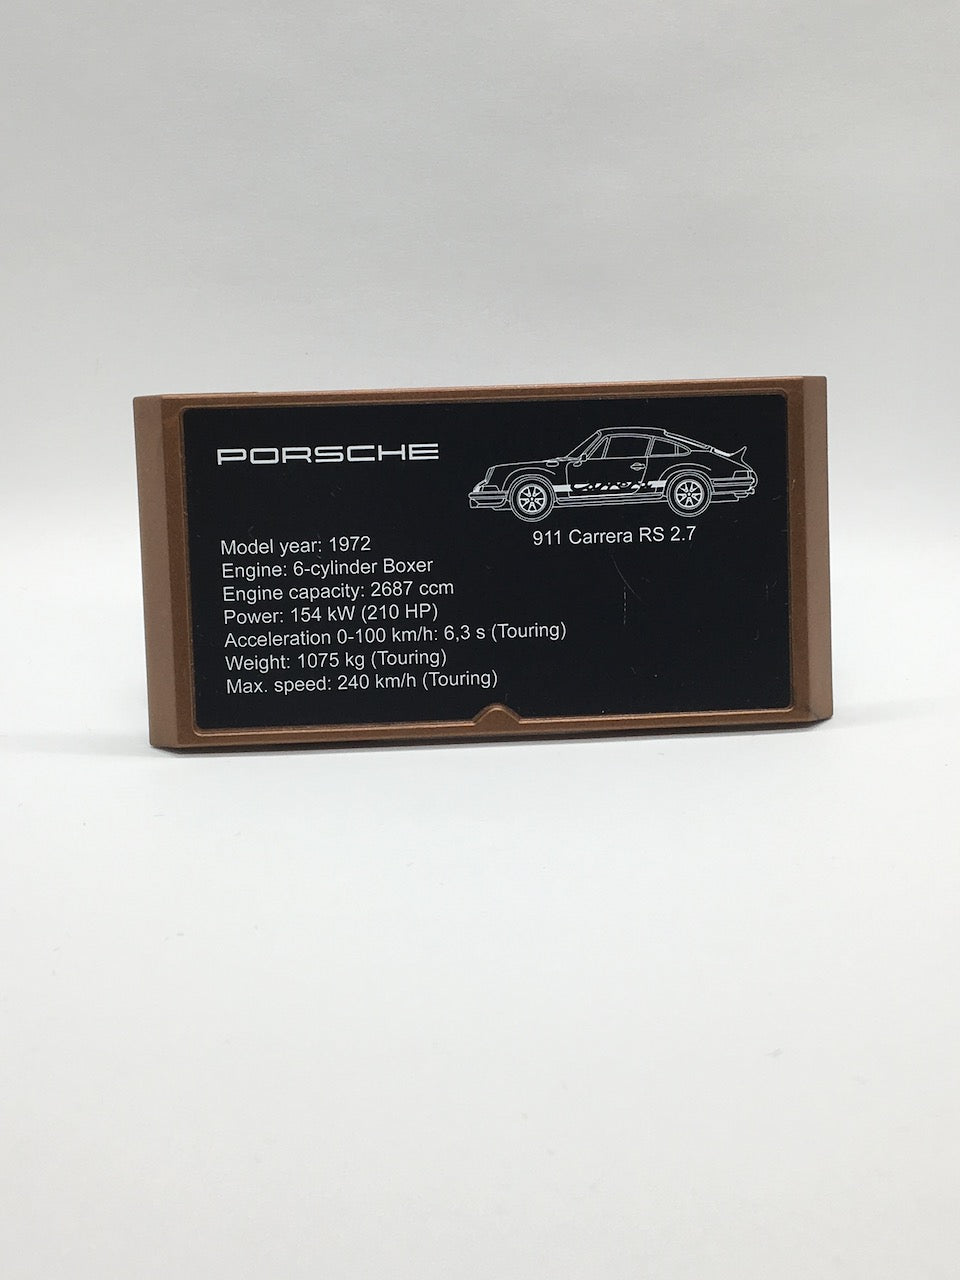 PORSCHE
Carrera
911 Carrera RS 2.7
Model year: 1972
Engine: 6-cylinder Boxer
Engine capacity: 2687 ccm
Power: 154 kW (210 HP)
Acceleration 0-100 km/h: 6,3 s (Touring)
Weight: 1075 kg (Touring)
Max. speed: 240 km/h (Touring)